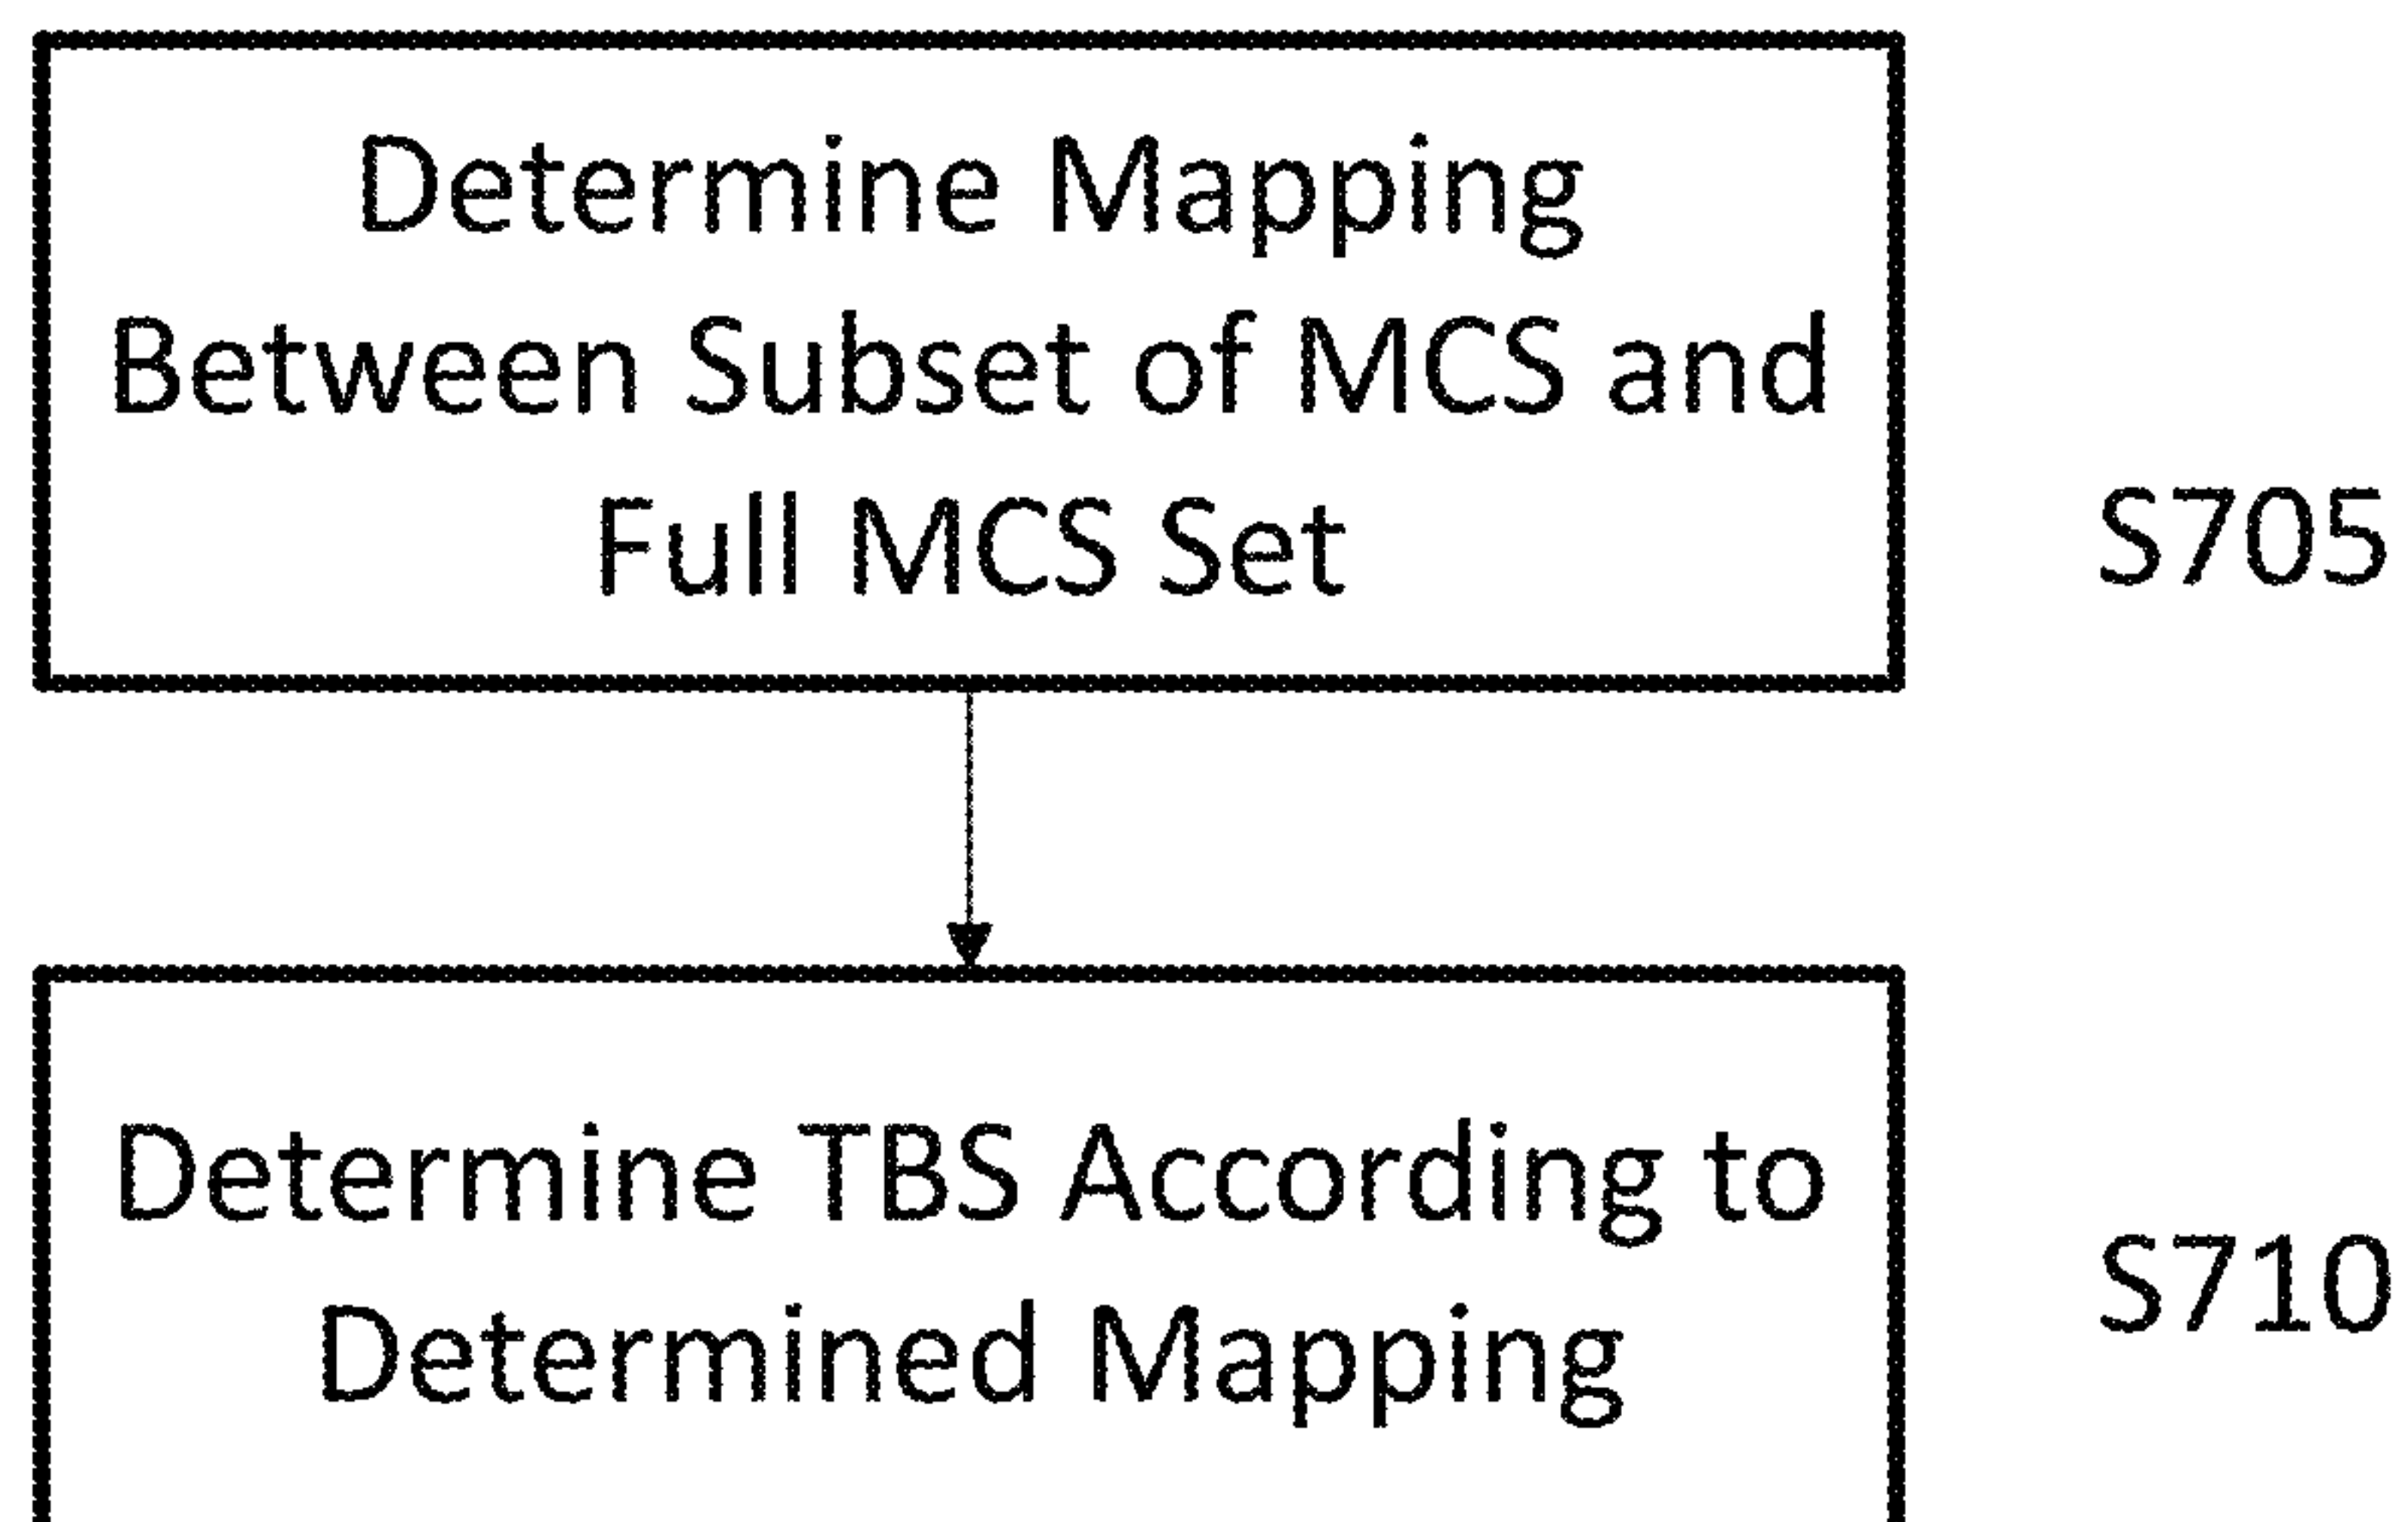 Determine Mapping
Between Subset of MCS and
Full MCS Set
S705
Determine TBS According to
Determined Mapping
S710